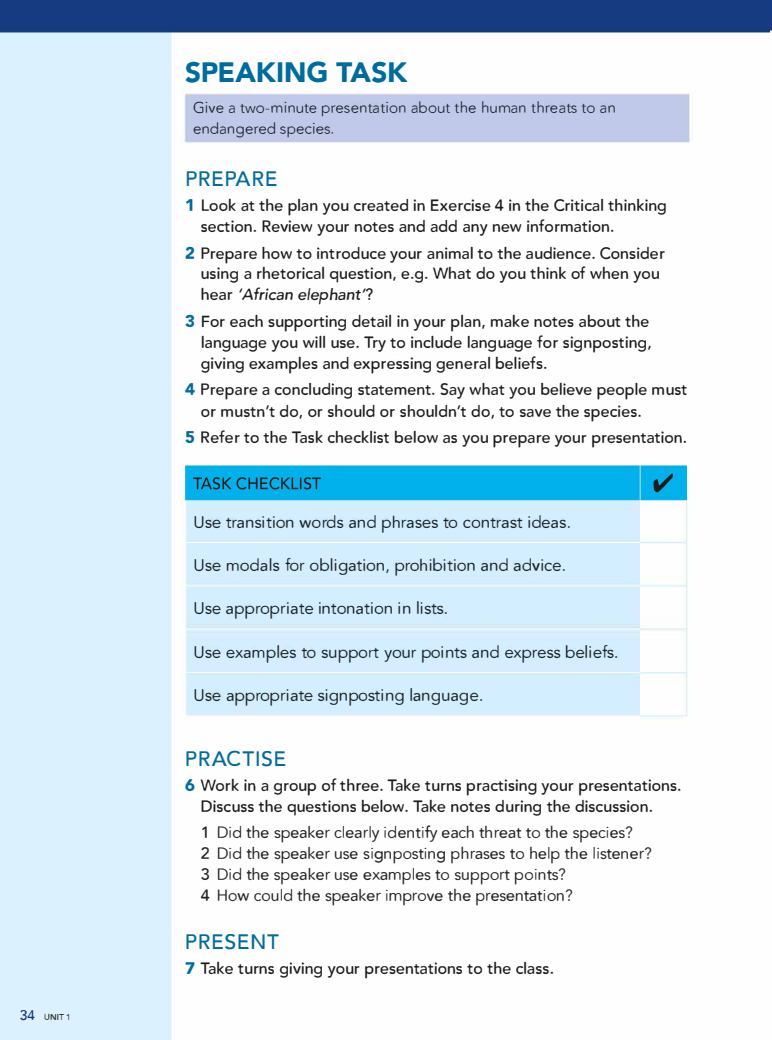 SPEAKING TASK
Give a two-minute presentation about the human threats to an
endangered species.
PREPARE
1 Look at the plan you created in Exercise 4 in the Critical thinking
section. Review your notes and add any new information.
2 Prepare how to introduce your animal to the audience. Consider
using a rhetorical question, e.g. What do you think of when you
hear ‘African elephant’?
3 For each supporting detail in your plan, make notes about the
language you will use. Try to include language for signposting,
giving examples and expressing general beliefs.
4 Prepare a concluding statement. Say what you believe people must
or mustn’t do, or should or shouldn’t do, to save the species.
5 Refer to the Task checklist below as you prepare your presentation.
TASK CHECKLIST ✔
Use transition words and phrases to contrast ideas.
Use modals for obligation, prohibition and advice.
Use appropriate intonation in lists.
Use examples to support your points and express beliefs.
Use appropriate signposting language.
PRACTISE
6 Work in a group of three. Take turns practising your presentations.
Discuss the questions below. Take notes during the discussion.
1 Did the speaker clearly identify each threat to the species?
2 Did the speaker use signposting phrases to help the listener?
3 Did the speaker use examples to support points?
4 How could the speaker improve the presentation?
PRESENT
7 Take turns giving your presentations to the class.
34 UNIT 1